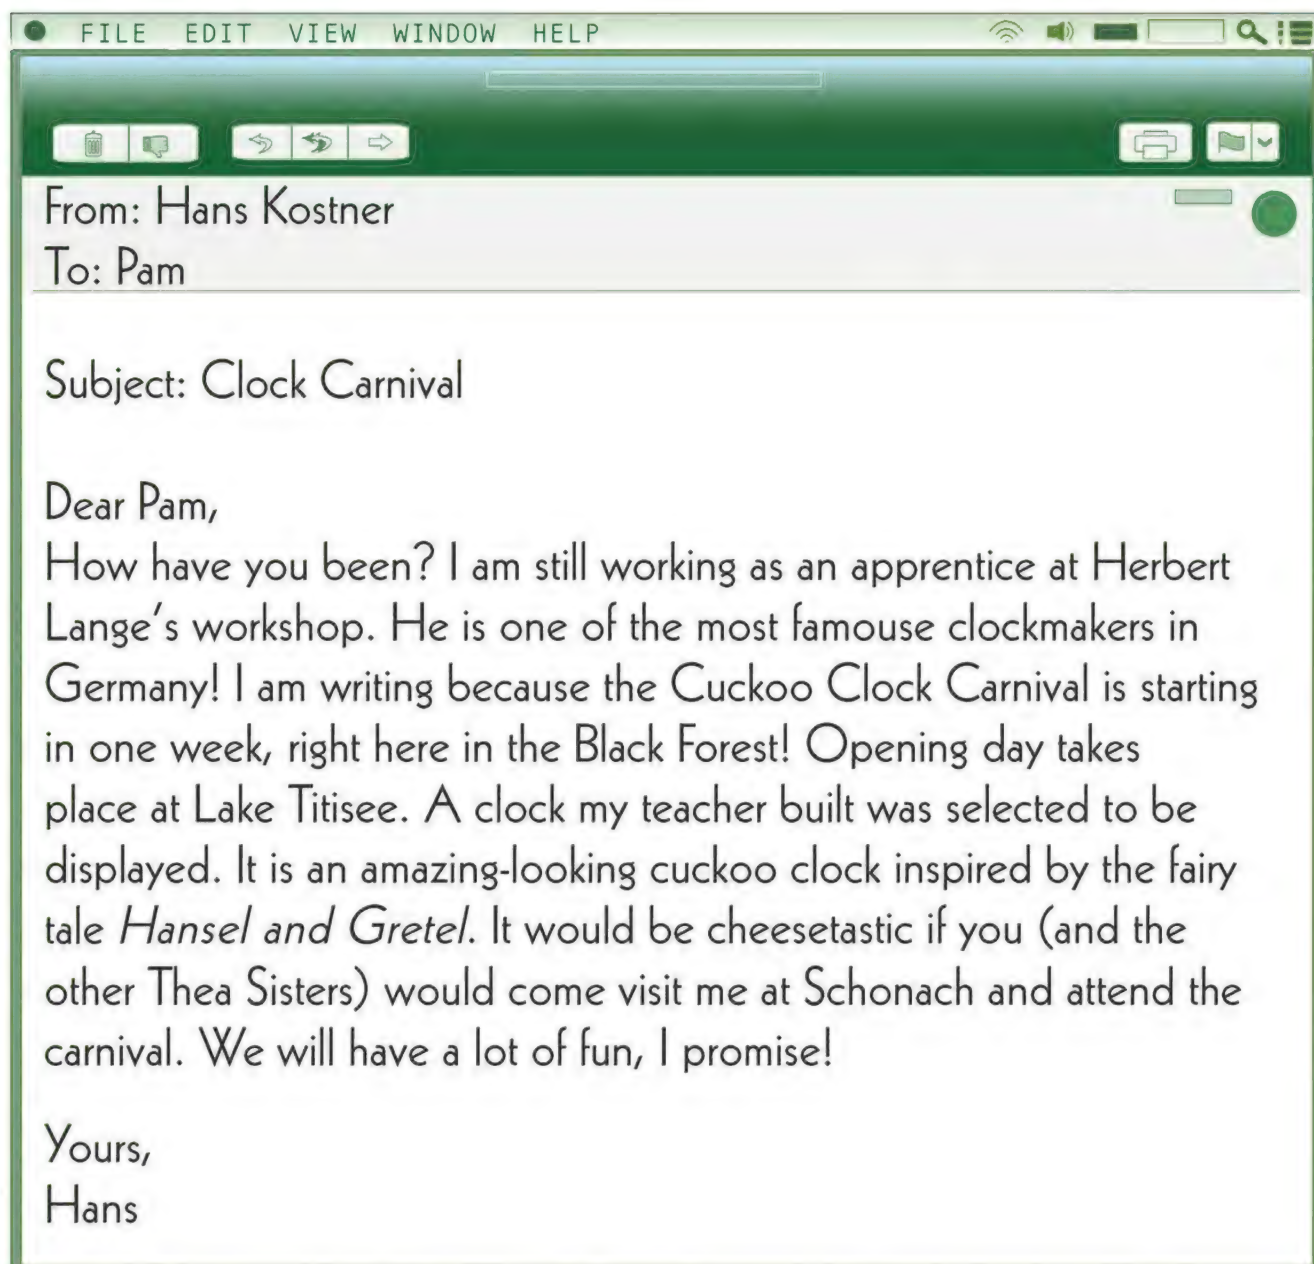 FILE EDIT VIEW WINDOW HELP
From: Hans Kostner
To: Pam
Subject: Clock Carnival
Dear Pam,
How have you been? I am still working as an apprentice at Herbert
Lange's workshop. He is one of the most famouse clockmakers in
Germany! I am writing because the Cuckoo Clock Carnival is starting
in one week, right here in the Black Forest! Opening day takes
place at Lake Titisee. A clock my teacher built was selected to be
displayed. It is an amazing-looking cuckoo clock inspired by the fairy
tale Hansel and Gretel. It would be cheesetastic if you (and the
other Thea Sisters) would come visit me at Schonach and attend the
carnival. We will have a lot of fun, I promise!
Yours,
Hans